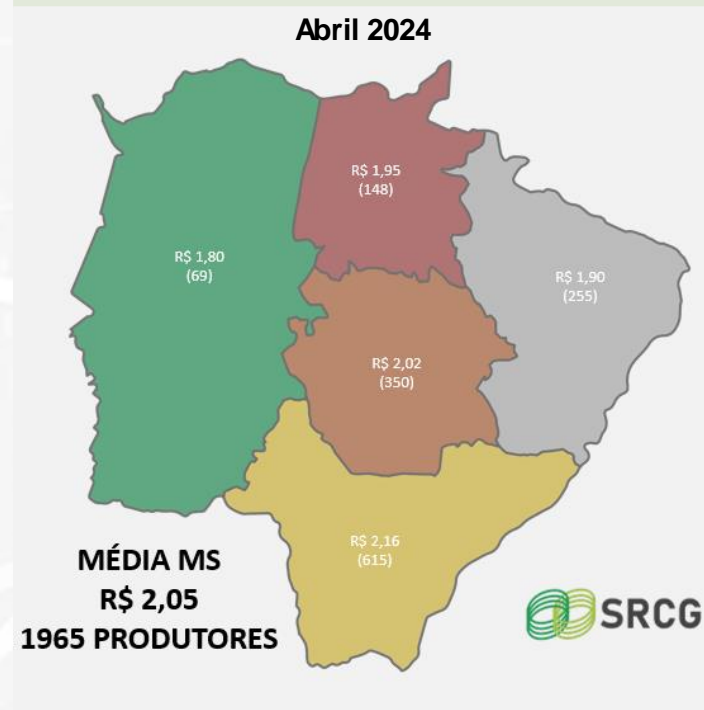 Abril 2024
R$ 1,95
(148)
R$ 1,80
(69)
R$ 1,90
(255)
R$ 2,02
(350)
R$ 2,16
(615)
MÉDIA MS
R$ 2,05
1965 PRODUTORES
SRCG